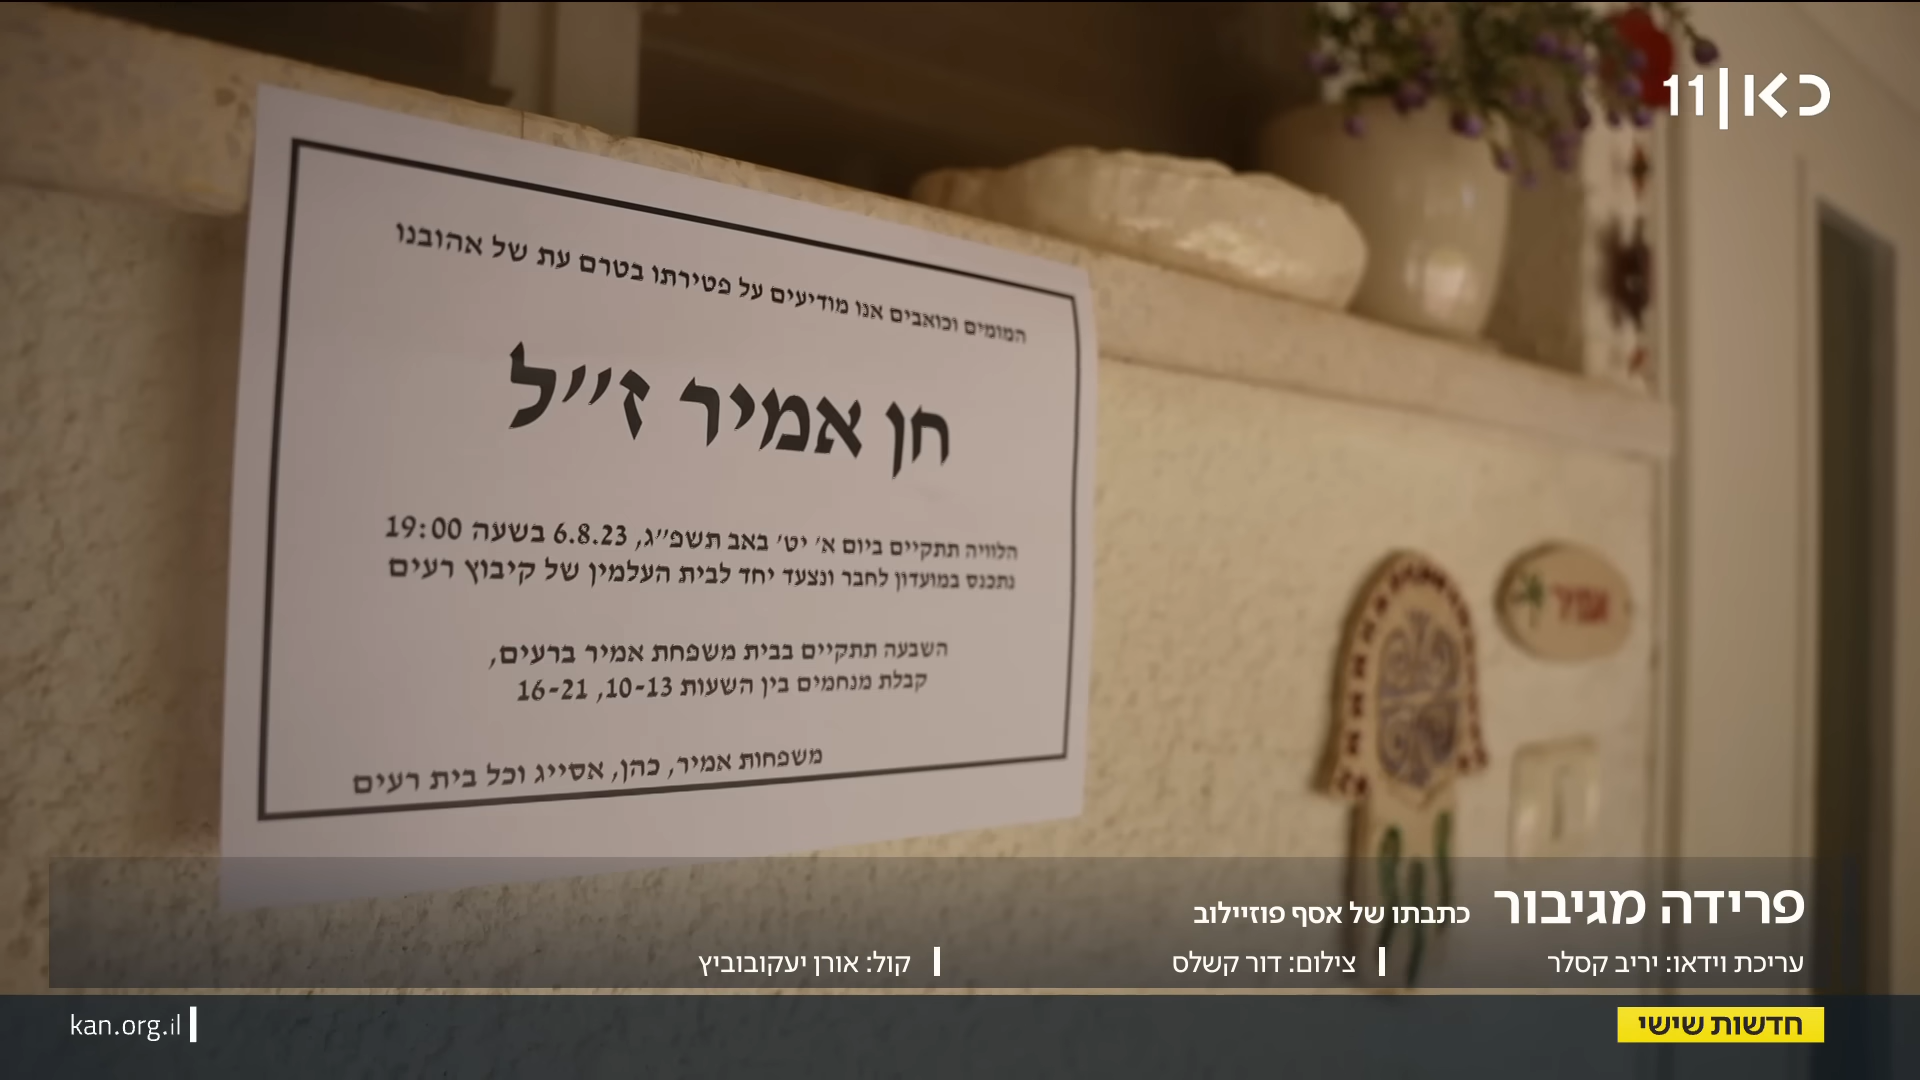 כאן|11
המומים וכואבים אנו מודיעים על פטירתו בטרם עת של אהובנו
חן אמיר ז״ל
הלוויה תתקיים ביום א׳ יט׳ באב תשפ״ג, 6.8.23 בשעה 19:00
נתכנס במועדון לחבר ונצעד יחד לבית העלמין של קיבוץ רעים
השבעה תתקיים בבית משפחת אמיר ברעים,
קבלת מנחמים בין השעות 10-13, 16-21
משפחות אמיר, כהן, אסייג וכל בית רעים
אמיר
פרידה מגיבור כתבתו של אסף פוזיילוב
עריכת וידאו: יריב קסלר | צילום: דור קשלס | קול: אורן יעקובוביץ
חדשות שישי
kan.org.il